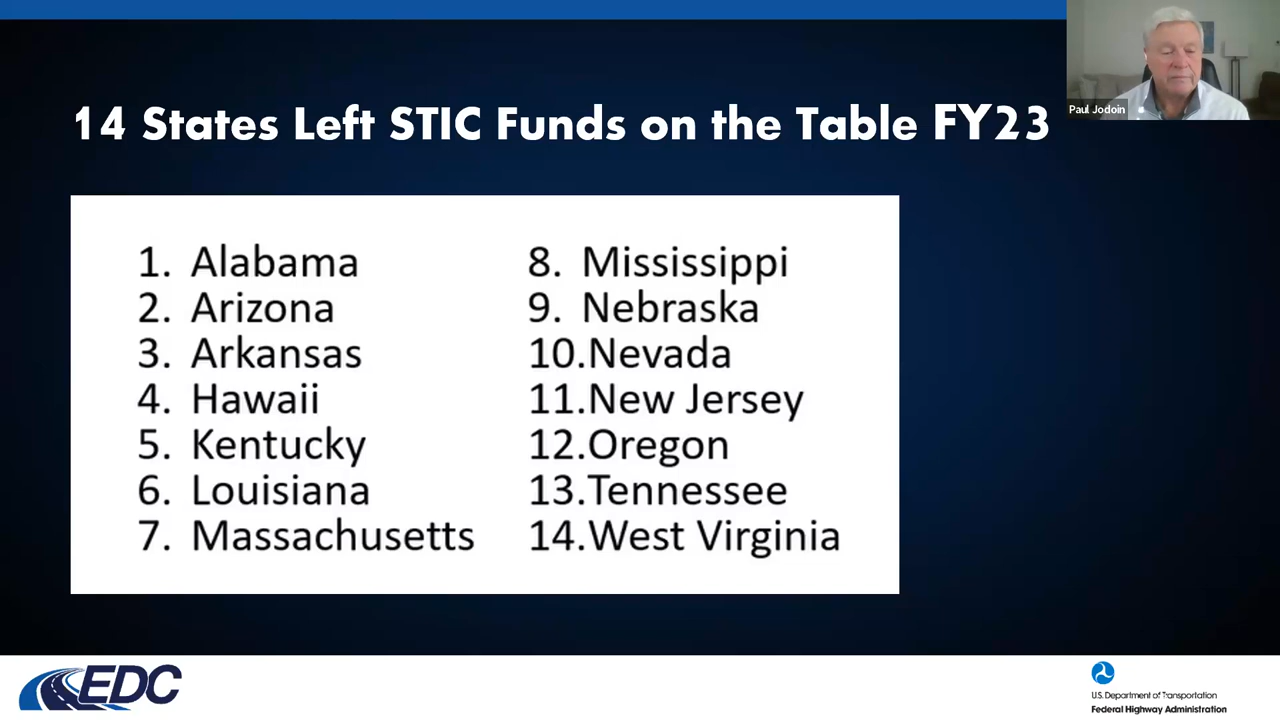 Paul Jodoin
14 States Left STIC Funds on the Table FY23
1. Alabama
2. Arizona
3. Arkansas
4. Hawaii
5. Kentucky
6. Louisiana
7. Massachusetts
8. Mississippi
9. Nebraska
10.Nevada
11.New Jersey
12.Oregon
13.Tennessee
14.West Virginia
EDC
U.S. Department of Transportation
Federal Highway Administration